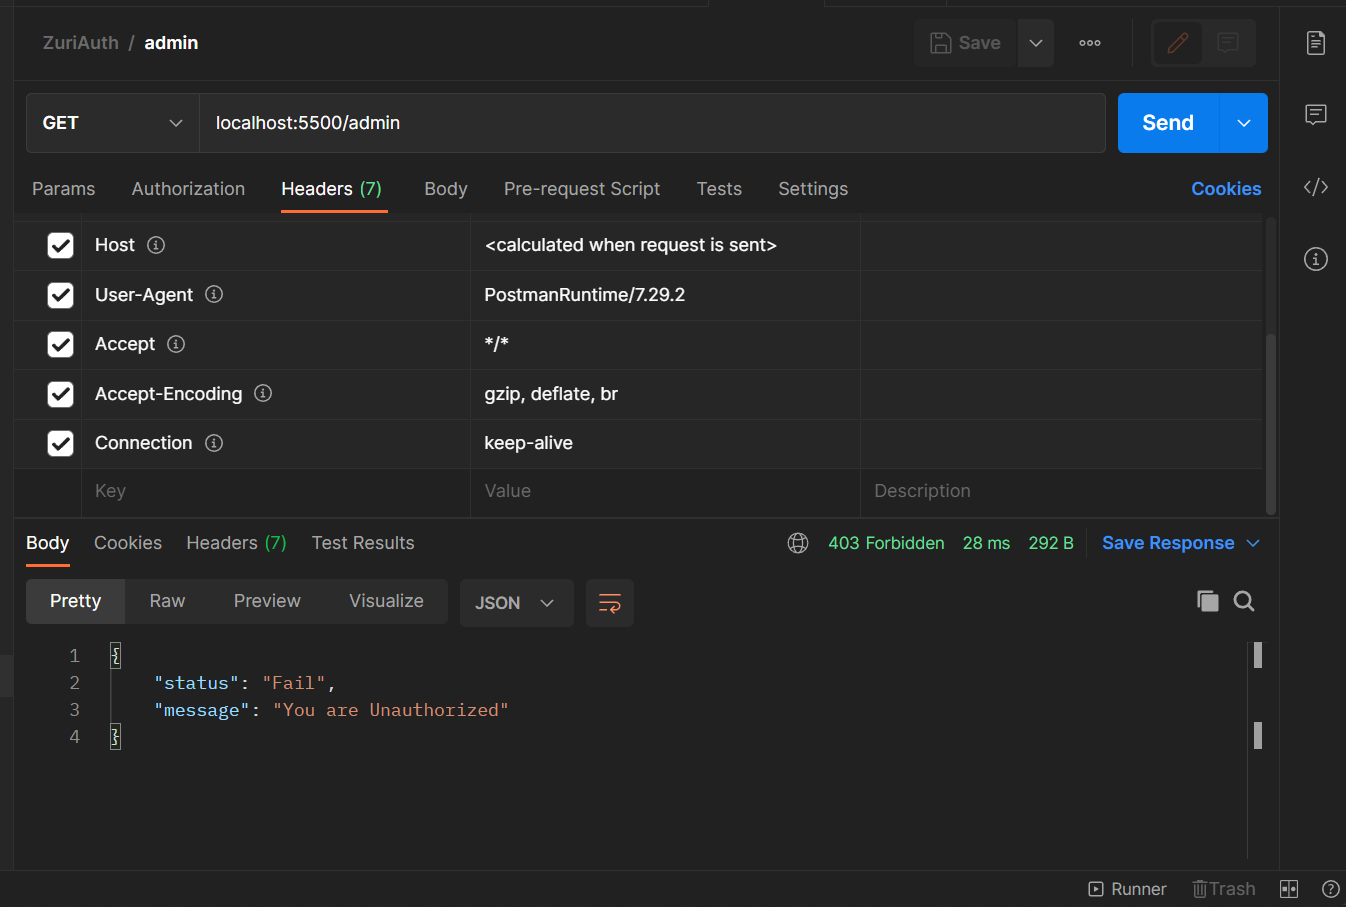 ZuriAuth / admin
Save
GET
localhost:5500/admin
Send
Params Authorization Headers (7) Body Pre-request Script Tests Settings Cookies
Host <calculated when request is sent>
User-Agent PostmanRuntime/7.29.2
Accept */*
Accept-Encoding gzip, deflate, br
Connection keep-alive
Key Value Description
Body Cookies Headers (7) Test Results 403 Forbidden 28 ms 292 B Save Response
Pretty Raw Preview Visualize JSON
1 {
2 "status": "Fail",
3 "message": "You are Unauthorized"
4 }
Runner Trash